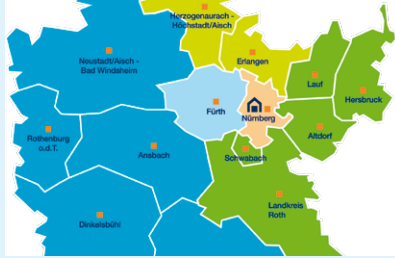 Herzogenaurach -
Höchstadt/Aisch
Neustadt/Aisch -
Bad Windsheim
Erlangen
Lauf
Hersbruck
Fürth
Nürnberg
Rothenburg
o.d.T.
Ansbach
Schwabach
Altdorf
Landkreis
Roth
Dinkelsbühl